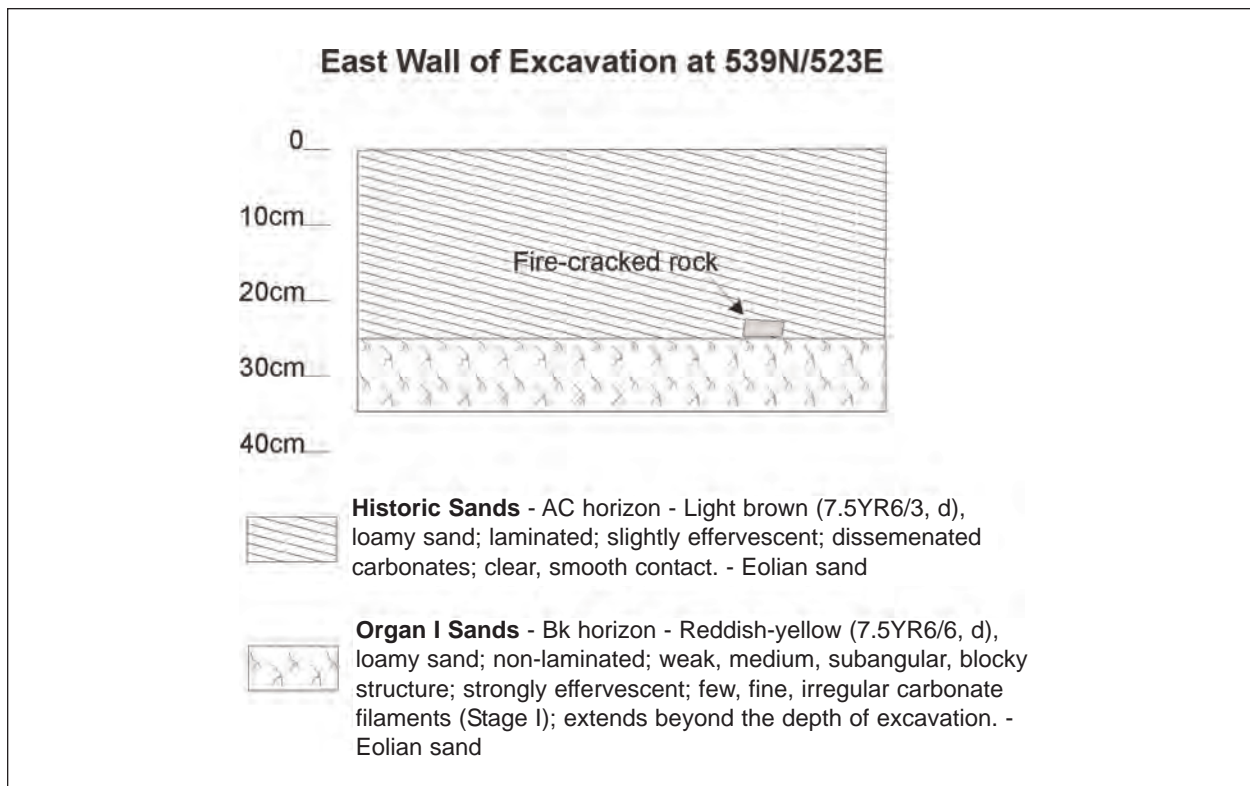 East Wall of Excavation at 539N/523E
0
10cm
Fire-cracked rock
20cm
30cm
40cm
Historic Sands - AC horizon - Light brown (7.5YR6/3, d),
loamy sand; laminated; slightly effervescent; dissemenated
carbonates; clear, smooth contact. - Eolian sand
Organ I Sands - Bk horizon - Reddish-yellow (7.5YR6/6, d),
loamy sand; non-laminated; weak, medium, subangular, blocky
structure; strongly effervescent; few, fine, irregular carbonate
filaments (Stage I); extends beyond the depth of excavation. -
Eolian sand